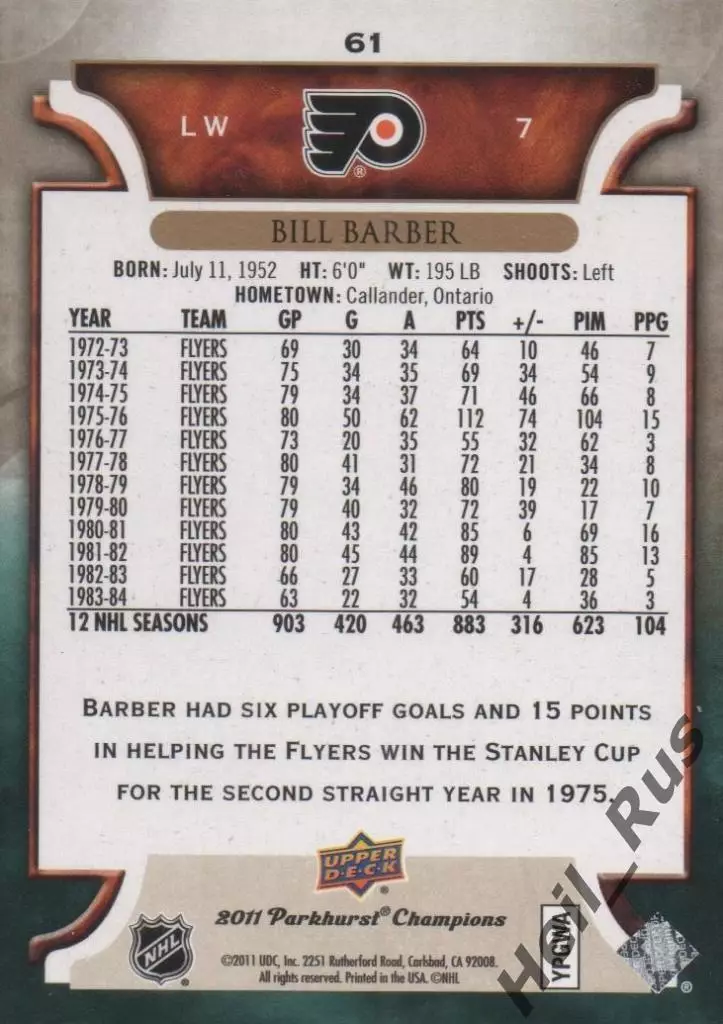 61
LW 7
®
BILL BARBER
BORN: July 11, 1952 HT: 6'0" WT: 195 LB SHOOTS: Left
HOMETOWN: Callander, Ontario
YEAR TEAM GP G A PTS +/- PIM PPG
1972-73 FLYERS 69 30 34 64 10 46 7
1973-74 FLYERS 75 34 35 69 34 54 9
1974-75 FLYERS 79 34 37 71 46 66 8
1975-76 FLYERS 80 50 62 112 74 104 15
1976-77 FLYERS 73 20 35 55 32 62 3
1977-78 FLYERS 80 41 31 72 21 34 8
1978-79 FLYERS 79 34 46 80 19 22 10
1979-80 FLYERS 79 40 32 72 39 17 7
1980-81 FLYERS 80 43 42 85 6 69 16
1981-82 FLYERS 80 45 44 89 4 85 13
1982-83 FLYERS 66 27 33 60 17 28 5
1983-84 FLYERS 63 22 32 54 4 36 3
12 NHL SEASONS 903 420 463 883 316 623 104
BARBER HAD SIX PLAYOFF GOALS AND 15 POINTS
IN HELPING THE FLYERS WIN THE STANLEY CUP
FOR THE SECOND STRAIGHT YEAR IN 1975.
UPPER
DECK
®
2011 Parkhurst® Champions
NHL
©2011 UDC, Inc. 2251 Rutherford Road, Carlsbad, CA 92008.
All rights reserved. Printed in the USA. ©NHL
YPGWA
®
Heil_Rus